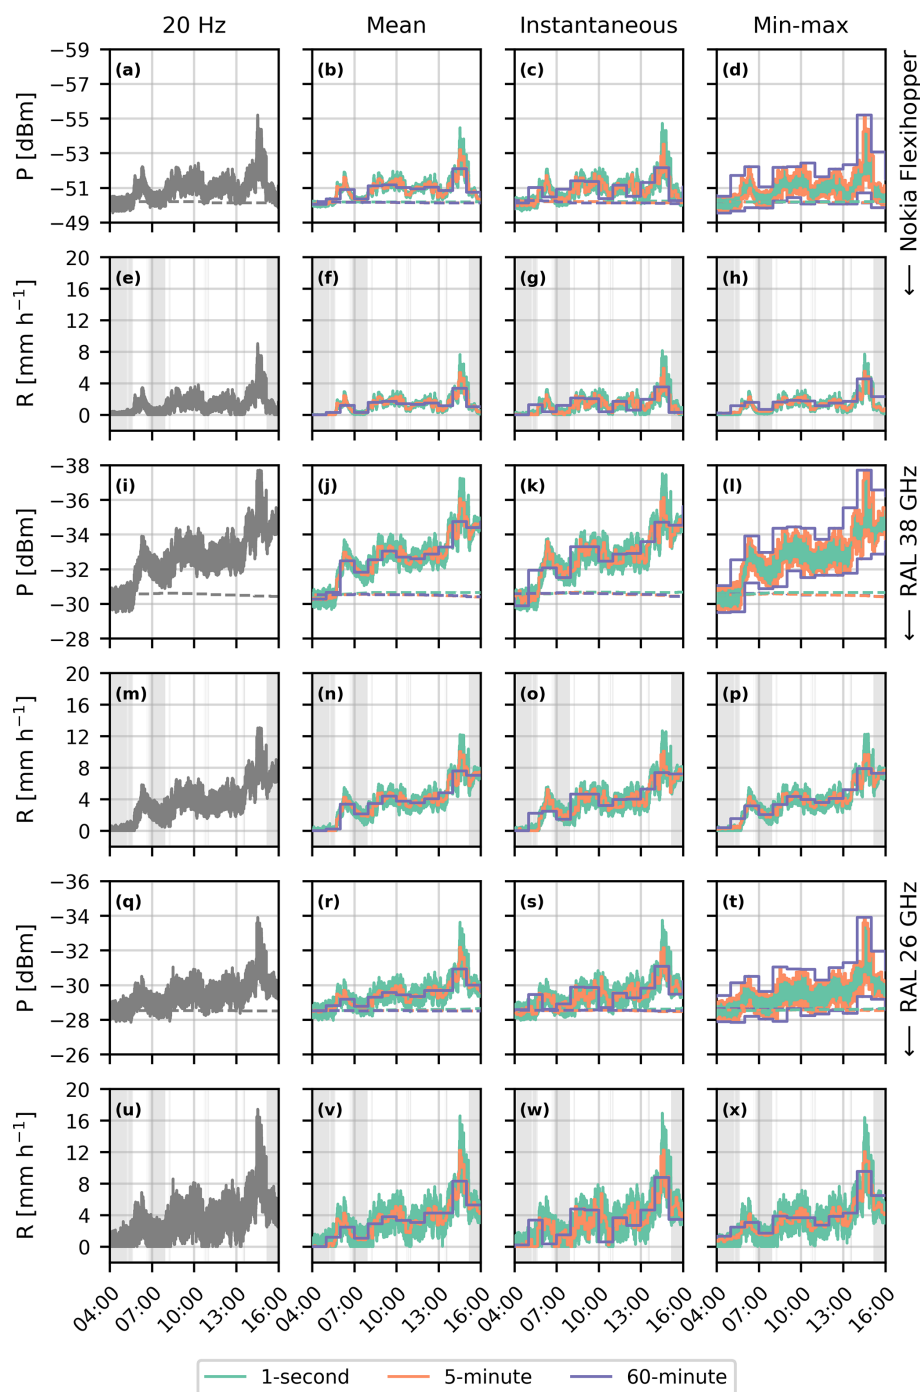 20 Hz Mean Instantaneous Min-max
(a) (b) (c) (d)
P [dBm]
−59
−57
−55
−53
−51
−49
← Nokia Flexihopper
(e) (f) (g) (h)
R [mm h⁻¹]
20
16
12
8
4
0
(i) (j) (k) (l)
P [dBm]
−38
−36
−34
−32
−30
−28
← RAL 38 GHz
(m) (n) (o) (p)
R [mm h⁻¹]
20
16
12
8
4
0
(q) (r) (s) (t)
P [dBm]
−36
−34
−32
−30
−28
−26
← RAL 26 GHz
(u) (v) (w) (x)
R [mm h⁻¹]
20
16
12
8
4
0
04:00 07:00 10:00 13:00 16:00 04:00 07:00 10:00 13:00 16:00 04:00 07:00 10:00 13:00 16:00 04:00 07:00 10:00 13:00 16:00
1-second 5-minute 60-minute